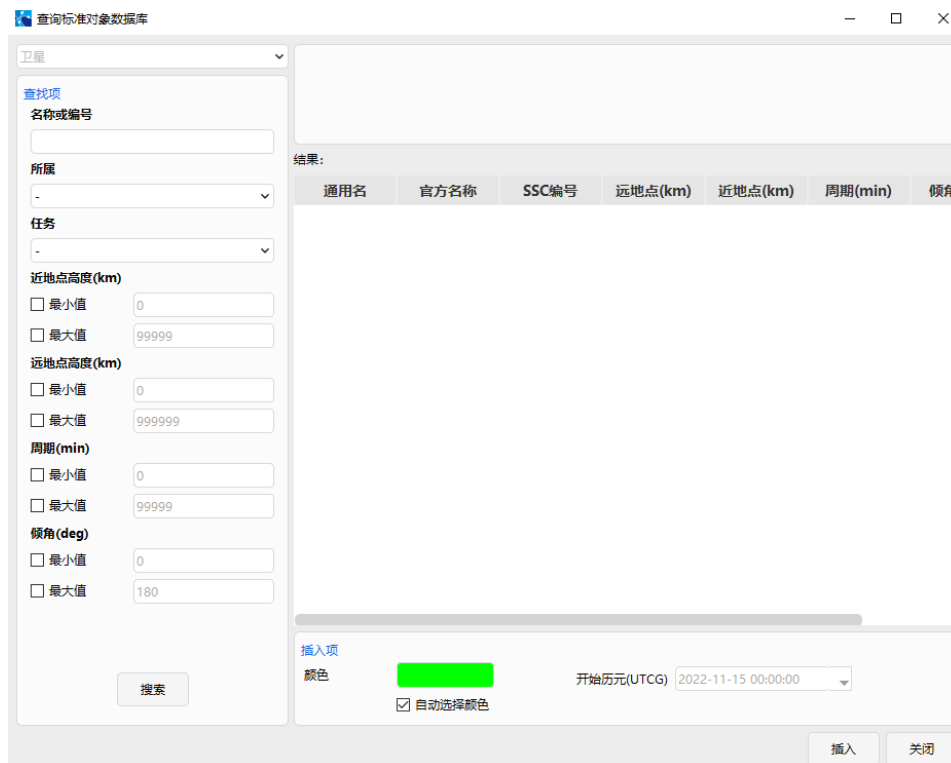 查询标准对象数据库
卫星
查找项
名称或编号
所属
-
任务
-
近地点高度(km)
最小值 0
最大值 99999
远地点高度(km)
最小值 0
最大值 999999
周期(min)
最小值 0
最大值 99999
倾角(deg)
最小值 0
最大值 180
搜索
结果:
通用名 官方名称 SSC编号 远地点(km) 近地点(km) 周期(min) 倾角
插入项
颜色
开始历元(UTCG) 2022-11-15 00:00:00
自动选择颜色
插入 关闭